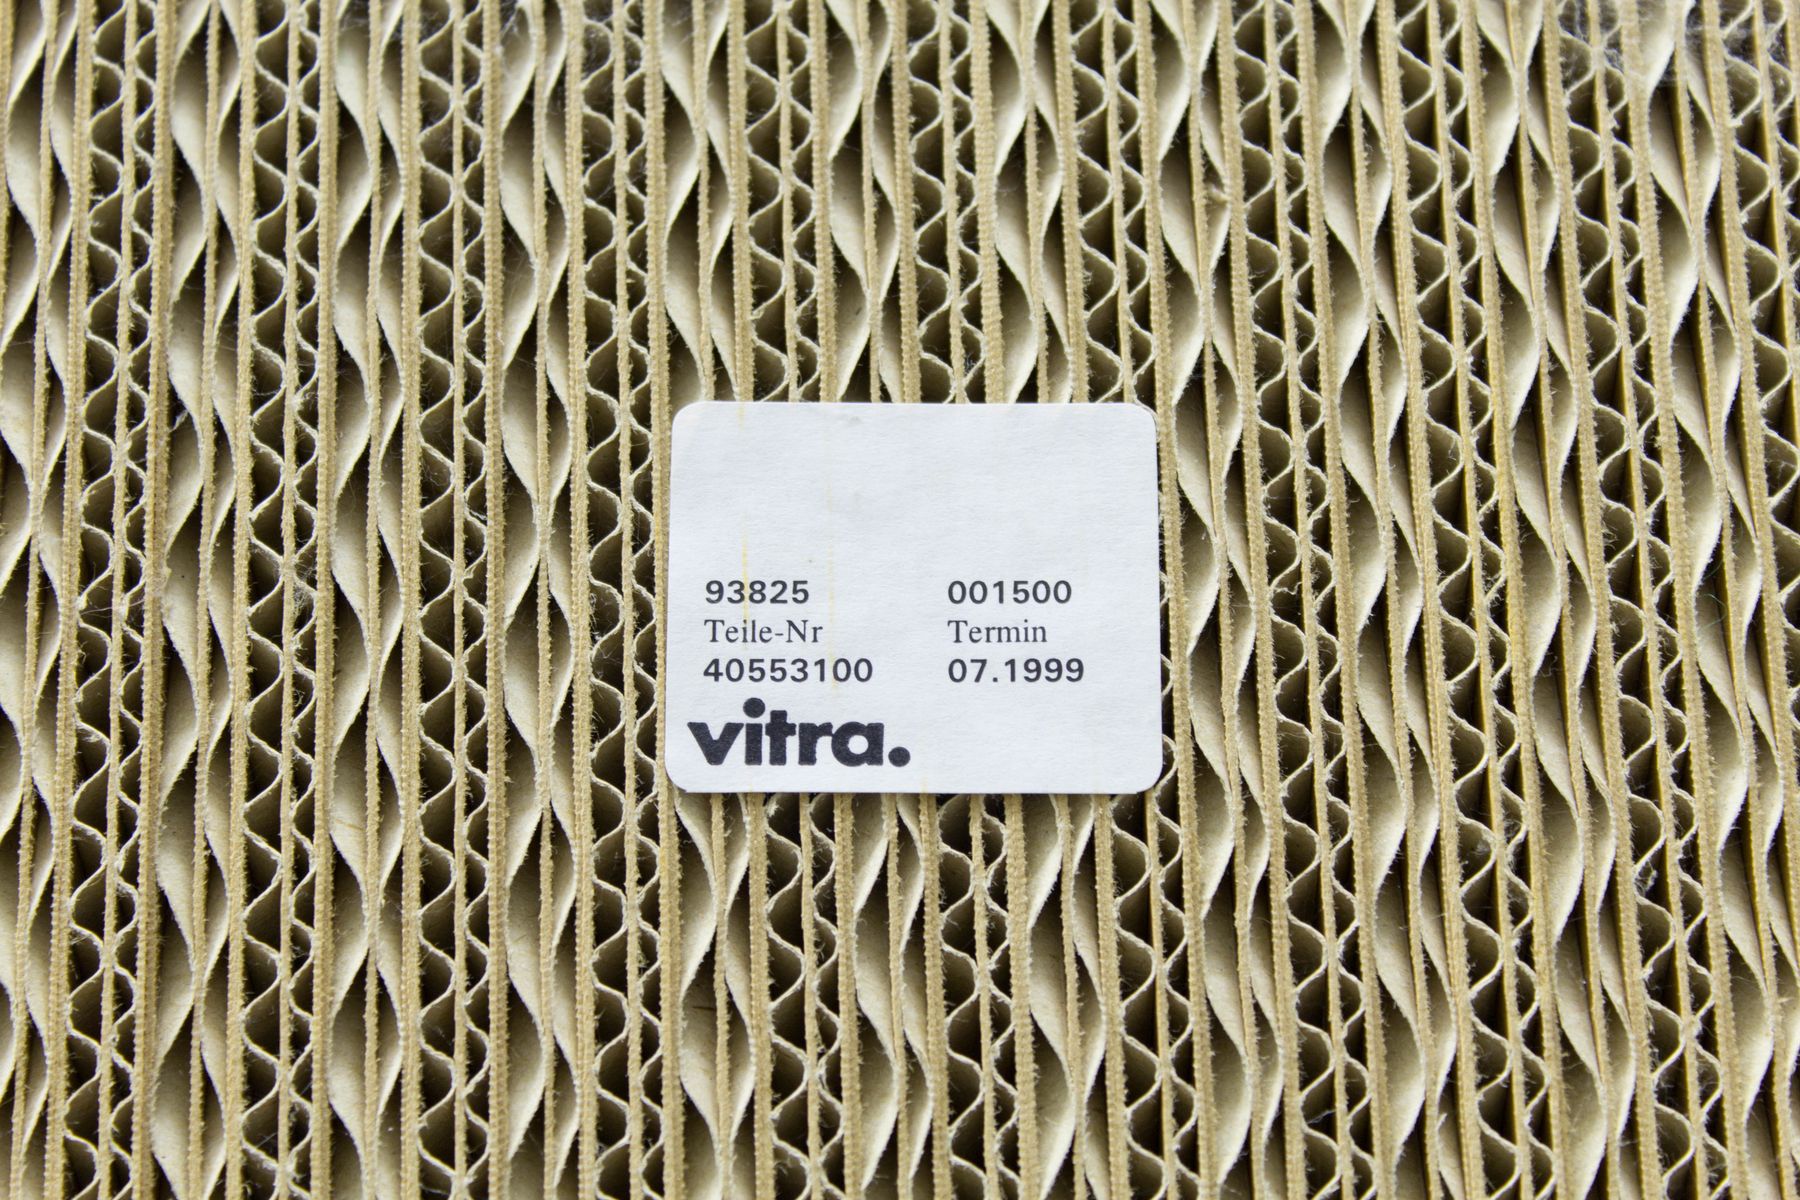 93825 001500
Teile-Nr Termin
40553100 07.1999
vitra.